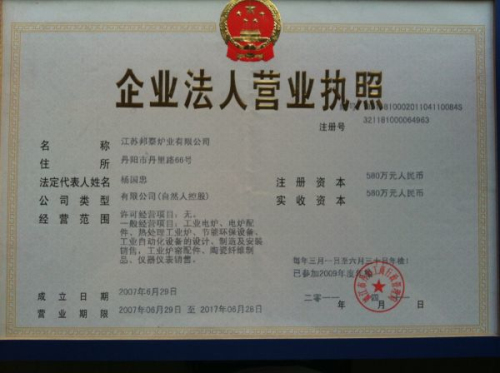 企业法人营业执照
注册号
321181000064963
名称 江苏邦泰炉业有限公司
住所 丹阳市丹里路66号
法定代表人姓名 杨国忠
注册资本 580万元人民币
公司类型 有限公司(自然人控股)
实收资本 580万元人民币
经营范围 许可经营项目：无。
一般经营项目：工业电炉、电炉配
件、热处理工业炉、节能环保设备、
工业自动化设备的设计、制造及安装
销售，工业炉窑配件、陶瓷纤维制
品、仪器仪表销售。
每年三月一日至六月三十日年检
已参加2009年度年检
成立日期 2007年6月29日
营业期限 2007年06月29日 至 2017年06月28日
二〇一一 年 四 月 日